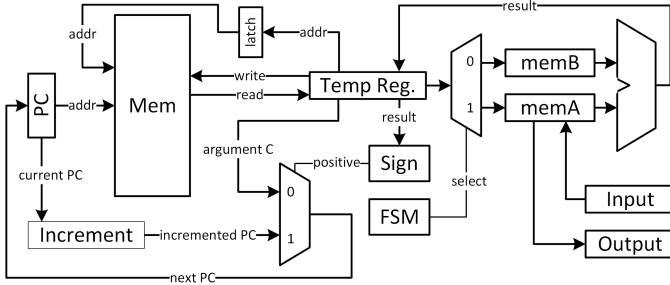 result
addr
latch
addr
0
memB
write
Temp Reg.
Mem
read
PC
addr
1
memA
result
argument C
positive
Sign
current PC
select
0
Input
FSM
Increment
incremented PC
1
Output
next PC